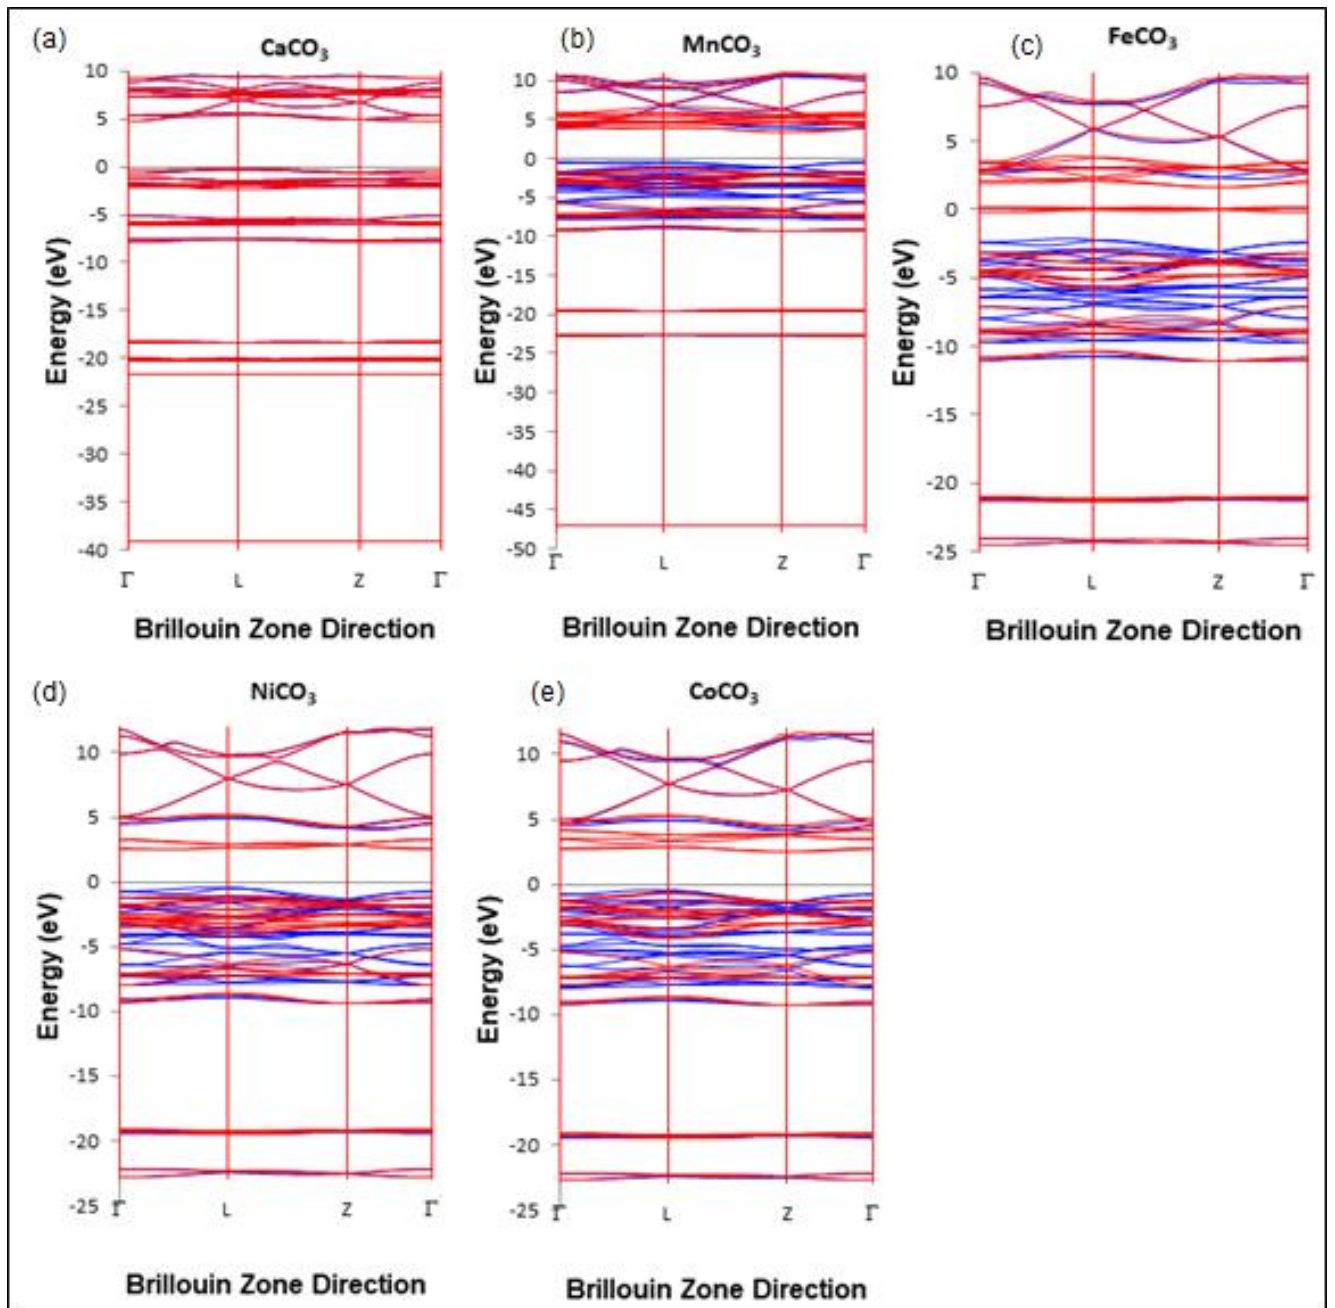 (a)
CaCO₃
10
5
0
-5
-10
-15
-20
-25
-30
-35
-40
Energy (eV)
Γ L Z Γ
Brillouin Zone Direction
(b)
MnCO₃
10
5
0
-5
-10
-15
-20
-25
-30
-35
-40
-45
-50
Energy (eV)
Γ L Z Γ
Brillouin Zone Direction
(c)
FeCO₃
10
5
0
-5
-10
-15
-20
-25
Energy (eV)
Γ L Z Γ
Brillouin Zone Direction
(d)
NiCO₃
10
5
0
-5
-10
-15
-20
-25
Energy (eV)
Γ L Z Γ
Brillouin Zone Direction
(e)
CoCO₃
10
5
0
-5
-10
-15
-20
-25
Energy (eV)
Γ L Z Γ
Brillouin Zone Direction